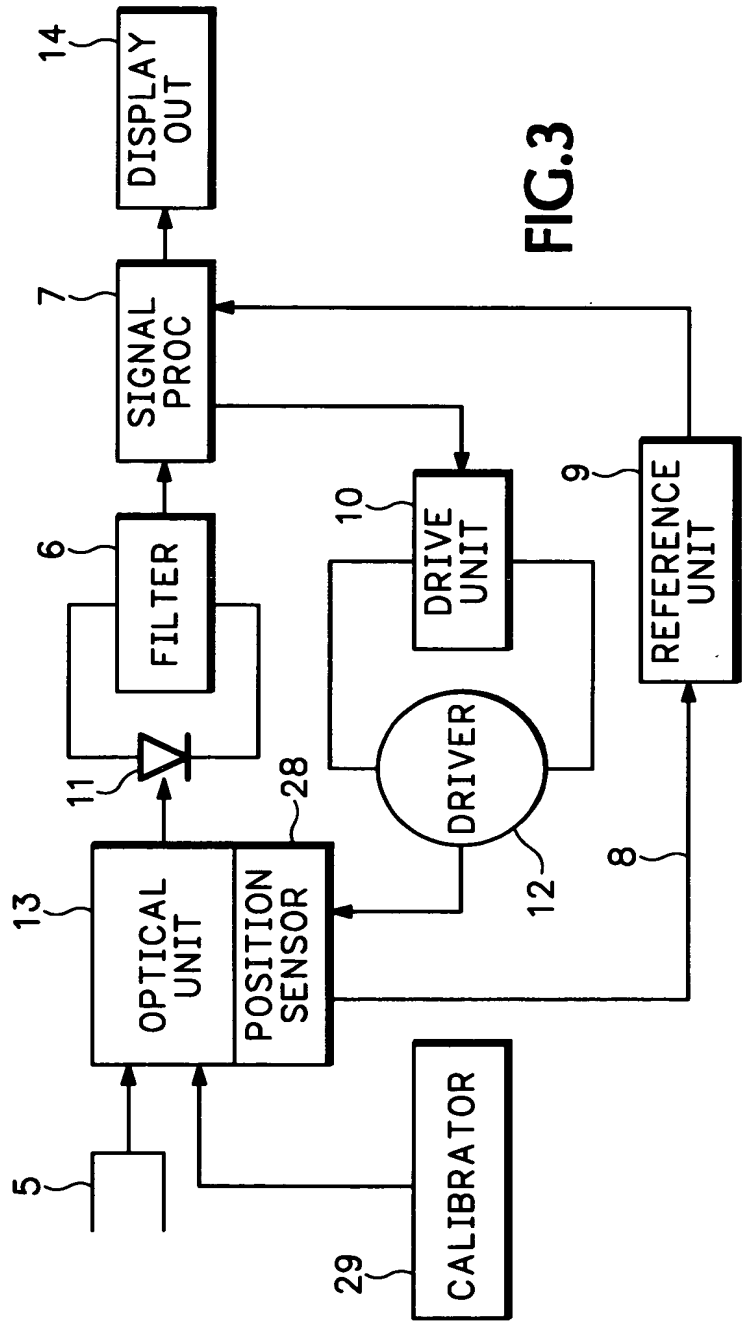 5
13
OPTICAL
UNIT
28
POSITION
SENSOR
11
6
FILTER
7
SIGNAL
PROC
14
DISPLAY
OUT
29
CALIBRATOR
12
DRIVER
10
DRIVE
UNIT
8
9
REFERENCE
UNIT
FIG.3